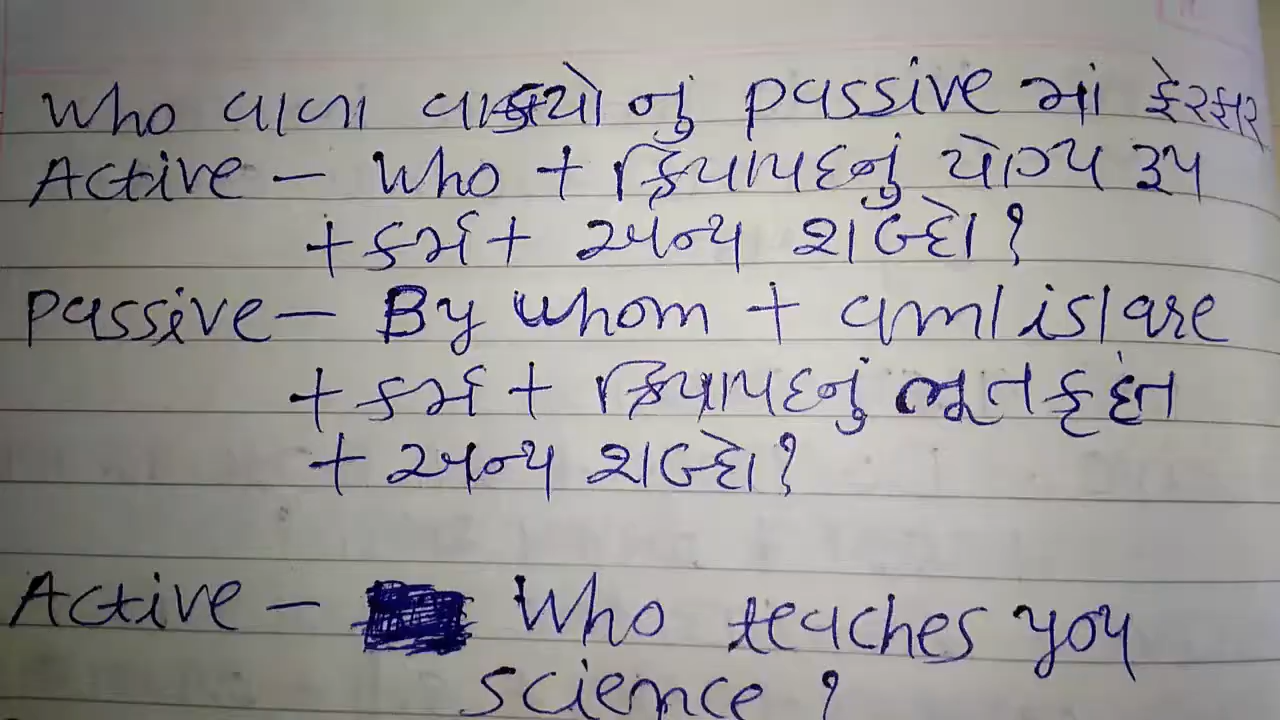 Who વાળા વાક્યો નું passive માં ફેરફાર
Active – Who + ક્રિયાપદનું યોગ્ય રૂપ
+ કર્મ + અન્ય શબ્દો?
Passive – By whom + am/is/are
+ કર્મ + ક્રિયાપદનું ભૂતકૃદંત
+ અન્ય શબ્દો?
Active – Who teaches you
science?